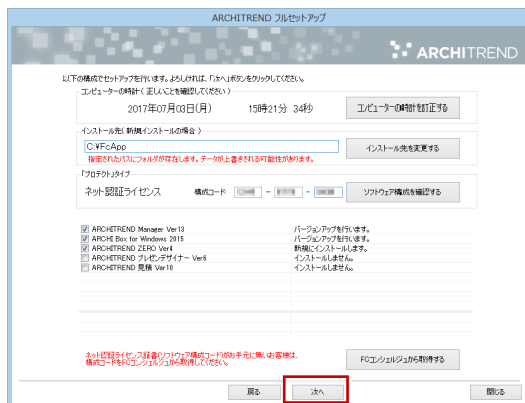 ARCHITREND フルセットアップ
ARCHITREND
以下の構成でセットアップを行います。よろしければ、「次へ」ボタンをクリックしてください。
コンピューターの時計（ 正しいことを確認してください ）
2017年07月03日(月) 15時21分 34秒 コンピューターの時計を訂正する
インストール先（ 新規インストールの場合 ）
C:¥FcApp
インストール先を変更する
指定されたパスにフォルダが存在します。データが上書きされる可能性があります。
「プロテクト」タイプ
ネット認証ライセンス 構成コード - - ソフトウェア構成を確認する
ARCHITREND Manager Ver13 バージョンアップを行います。
ARCHI Box for Windows 2015 バージョンアップを行います。
ARCHITREND ZERO Ver4 新規にインストールします。
ARCHITREND プレゼンデザイナー Ver6 インストールしません。
ARCHITREND 見積 Ver10 インストールしません。
ネット認証ライセンス証書(ソフトウェア構成コード)がお手元に無いお客様は、
構成コードをFCコンシェルジュから取得してください。
FCコンシェルジュから取得する
戻る 次へ 閉じる